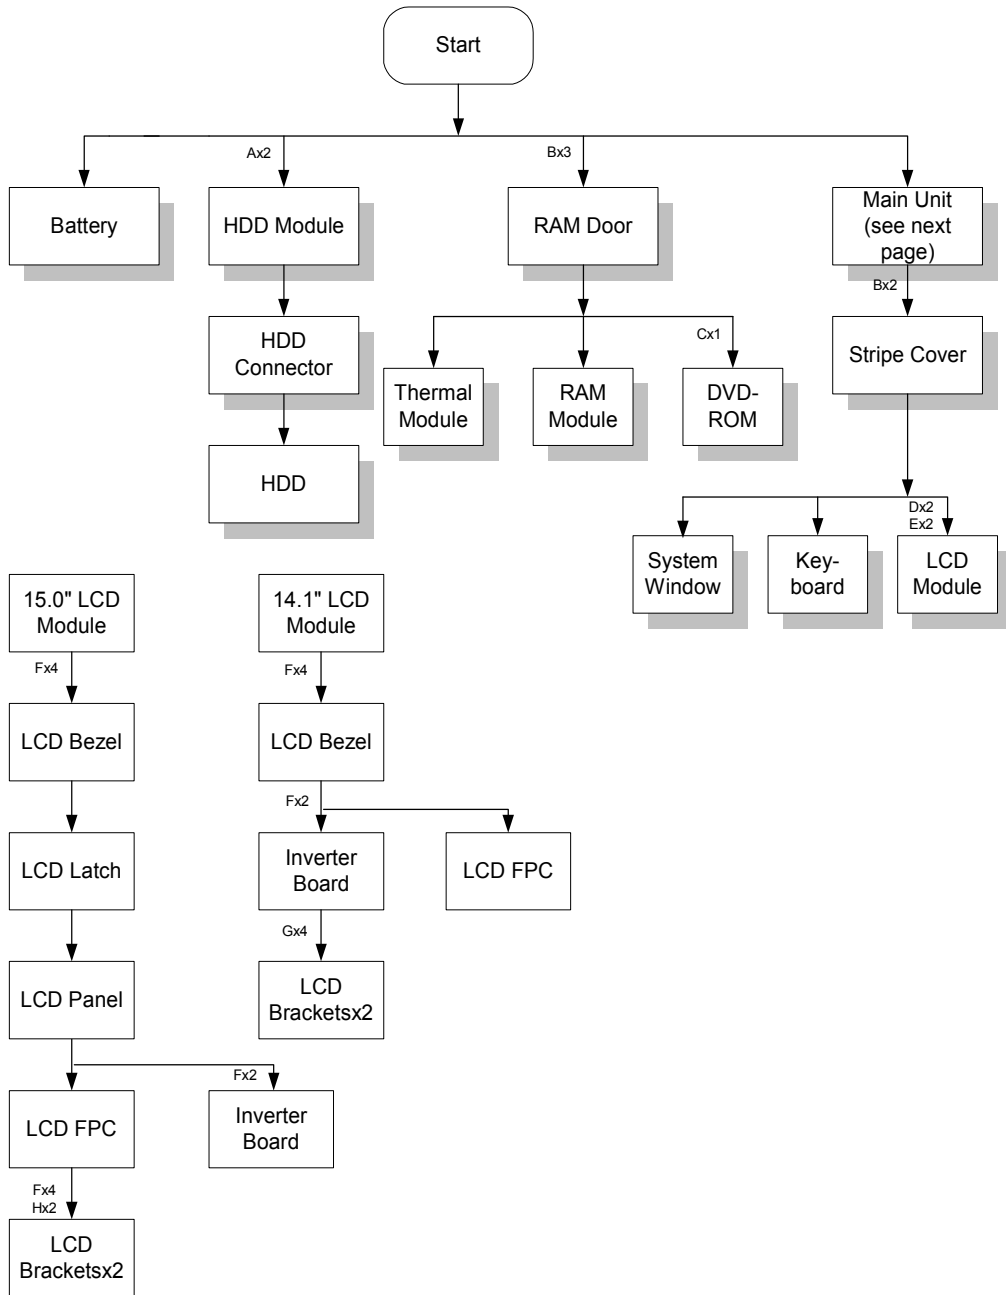 Start
Ax2
Bx3
Battery
HDD Module
RAM Door
Main Unit
(see next
page)
Bx2
HDD
Connector
Stripe Cover
Cx1
Thermal
Module
RAM
Module
DVD-
ROM
HDD
Dx2
Ex2
System
Window
Key-
board
LCD
Module
15.0" LCD
Module
14.1" LCD
Module
Fx4
Fx4
LCD Bezel
LCD Bezel
Fx2
LCD Latch
Inverter
Board
LCD FPC
Gx4
LCD Panel
LCD
Bracketsx2
Fx2
LCD FPC
Inverter
Board
Fx4
Hx2
LCD
Bracketsx2